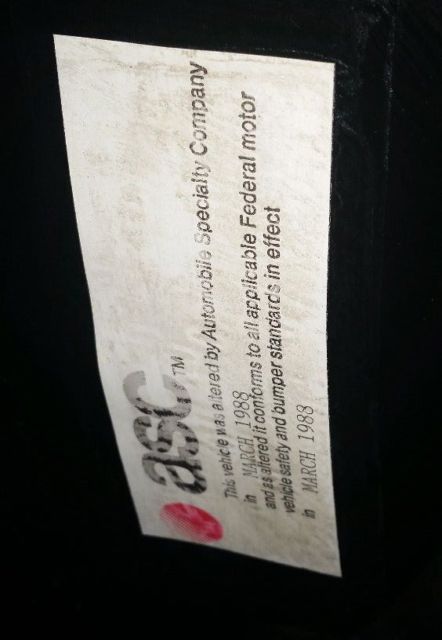 asc™
This vehicle was altered by Automobile Specialty Company
in MARCH 1988
and as altered it conforms to all applicable Federal motor
vehicle safety and bumper standards in effect
in MARCH 1988